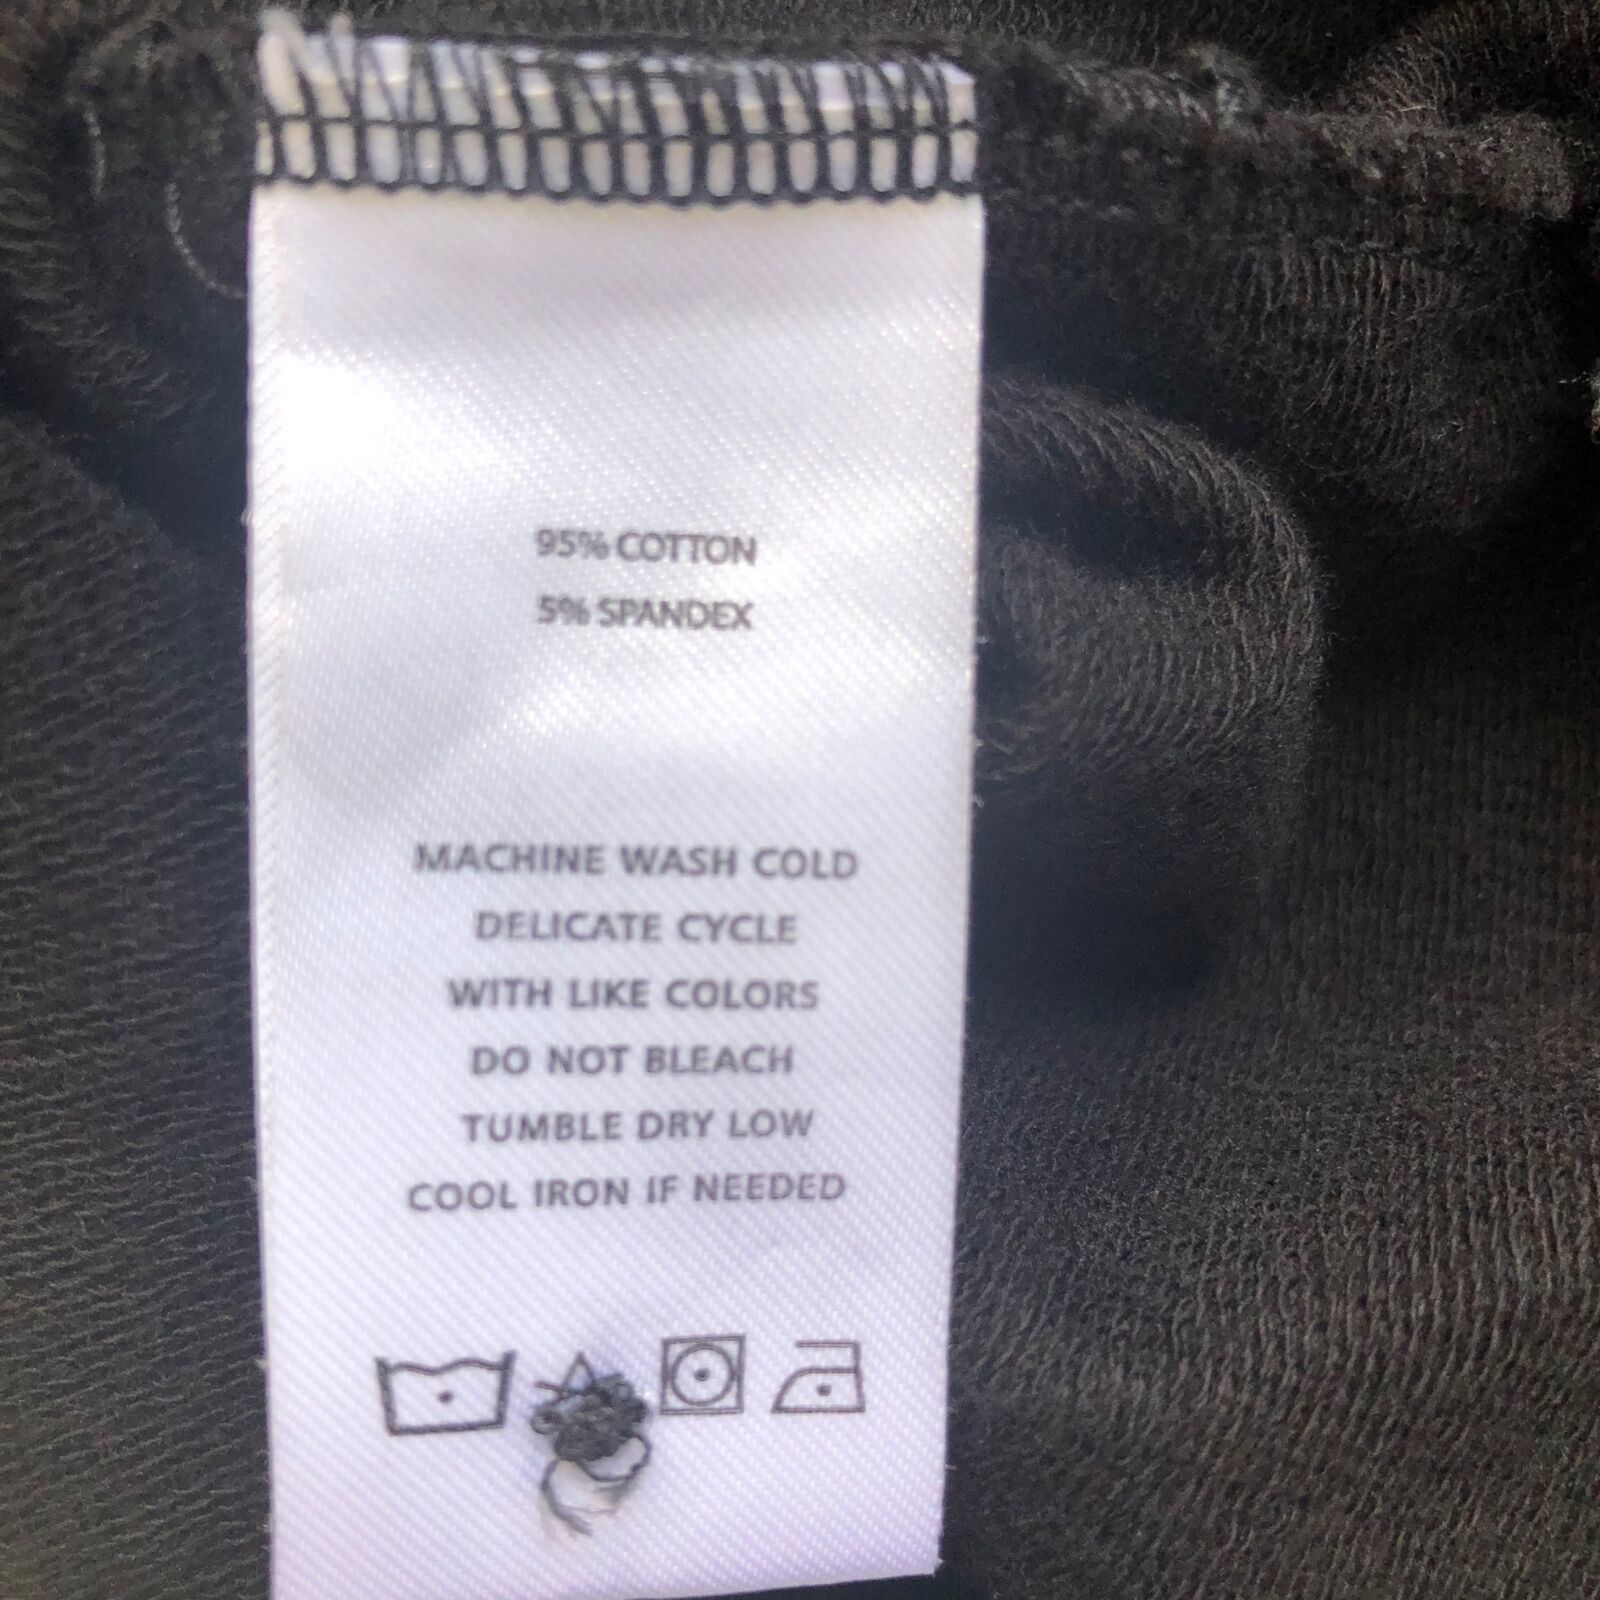 95% COTTON
5% SPANDEX
MACHINE WASH COLD
DELICATE CYCLE
WITH LIKE COLORS
DO NOT BLEACH
TUMBLE DRY LOW
COOL IRON IF NEEDED